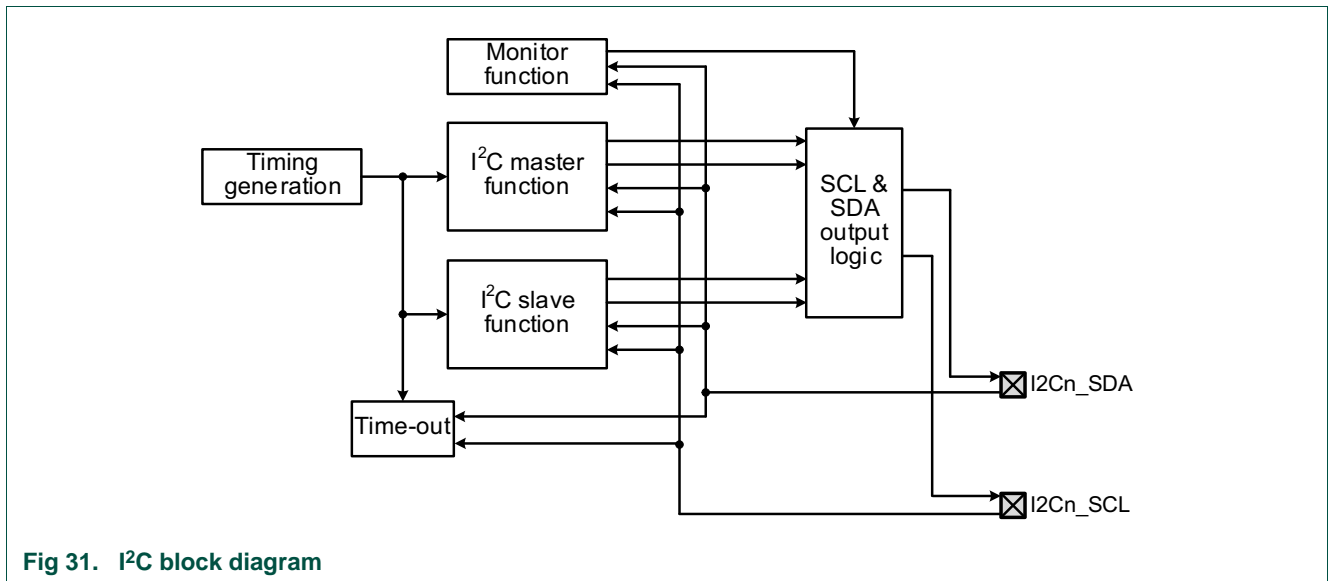 Monitor
function
Timing
generation
I²C master
function
SCL &
SDA
output
logic
I²C slave
function
I2Cn_SDA
Time-out
I2Cn_SCL
Fig 31. I²C block diagram